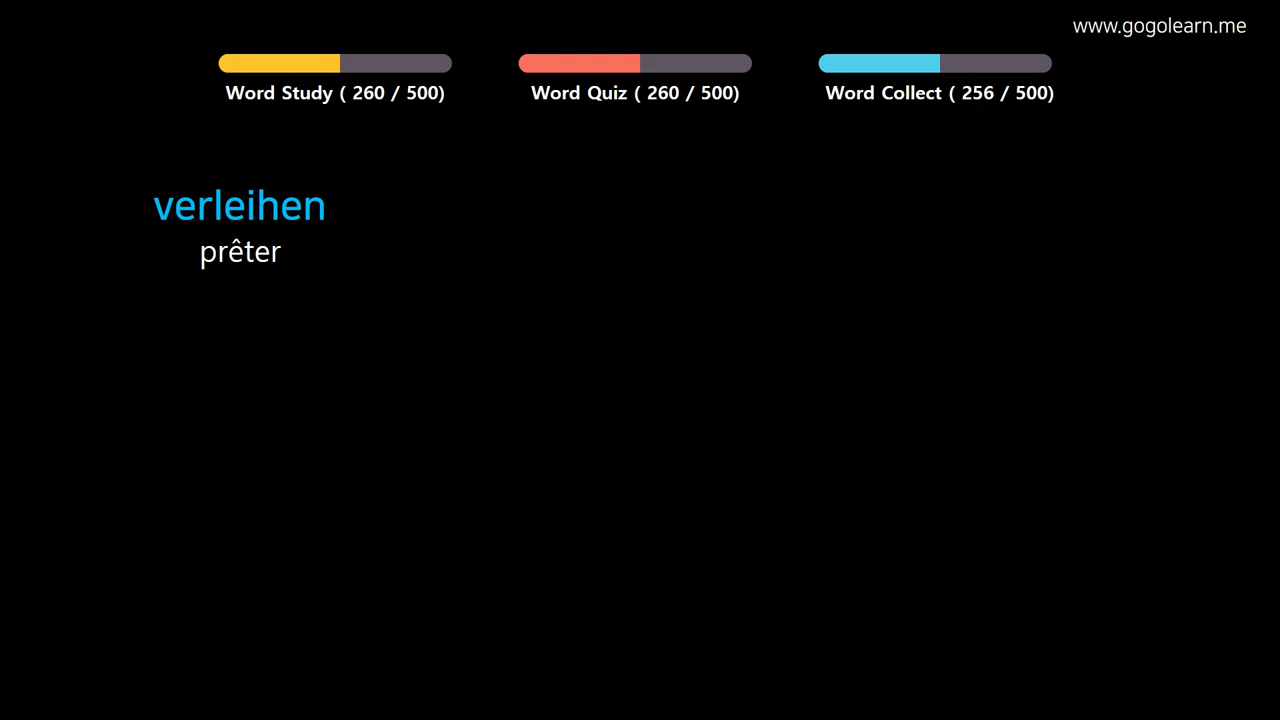 www.gogolearn.me
Word Study ( 260 / 500)
Word Quiz ( 260 / 500)
Word Collect ( 256 / 500)
verleihen
prêter